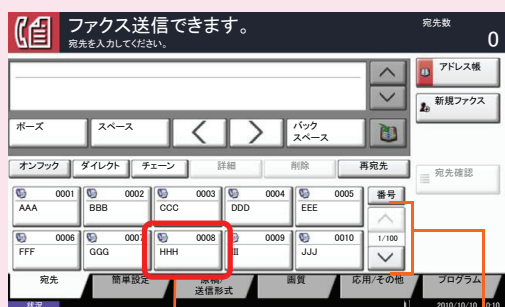 ファクス送信できます。
宛先を入力してください。
宛先数
0
アドレス帳
新規ファクス
ポーズ
スペース
バック
スペース
オンフック
ダイレクト
チェーン
詳細
削除
再宛先
宛先確認
0001
AAA
0002
BBB
0003
CCC
0004
DDD
0005
EEE
番号
0006
FFF
0007
GGG
0008
HHH
0009
III
0010
JJJ
1/100
宛先
簡単設定
原稿/
送信形式
画質
応用/その他
プログラム
状況
2010/10/10
0:10